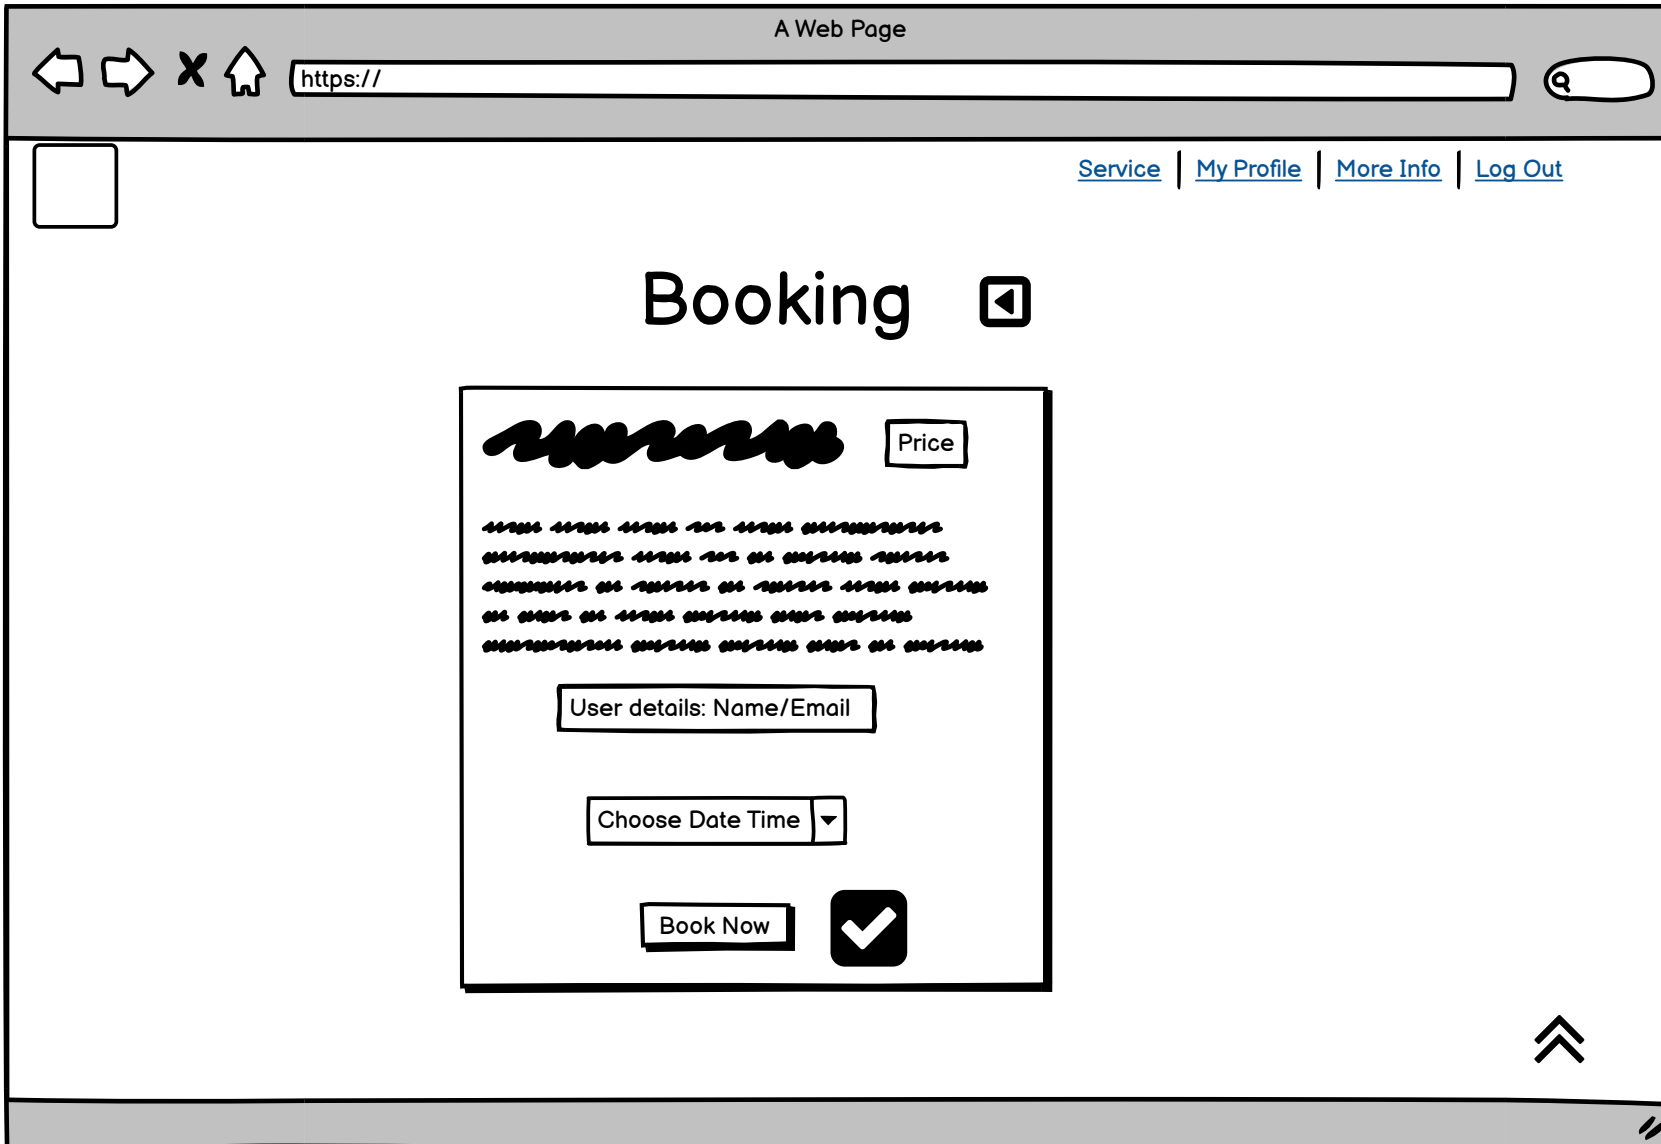 A Web Page
https://
Service My Profile More Info Log Out
Booking
Price
User details: Name/Email
Choose Date Time
Book Now